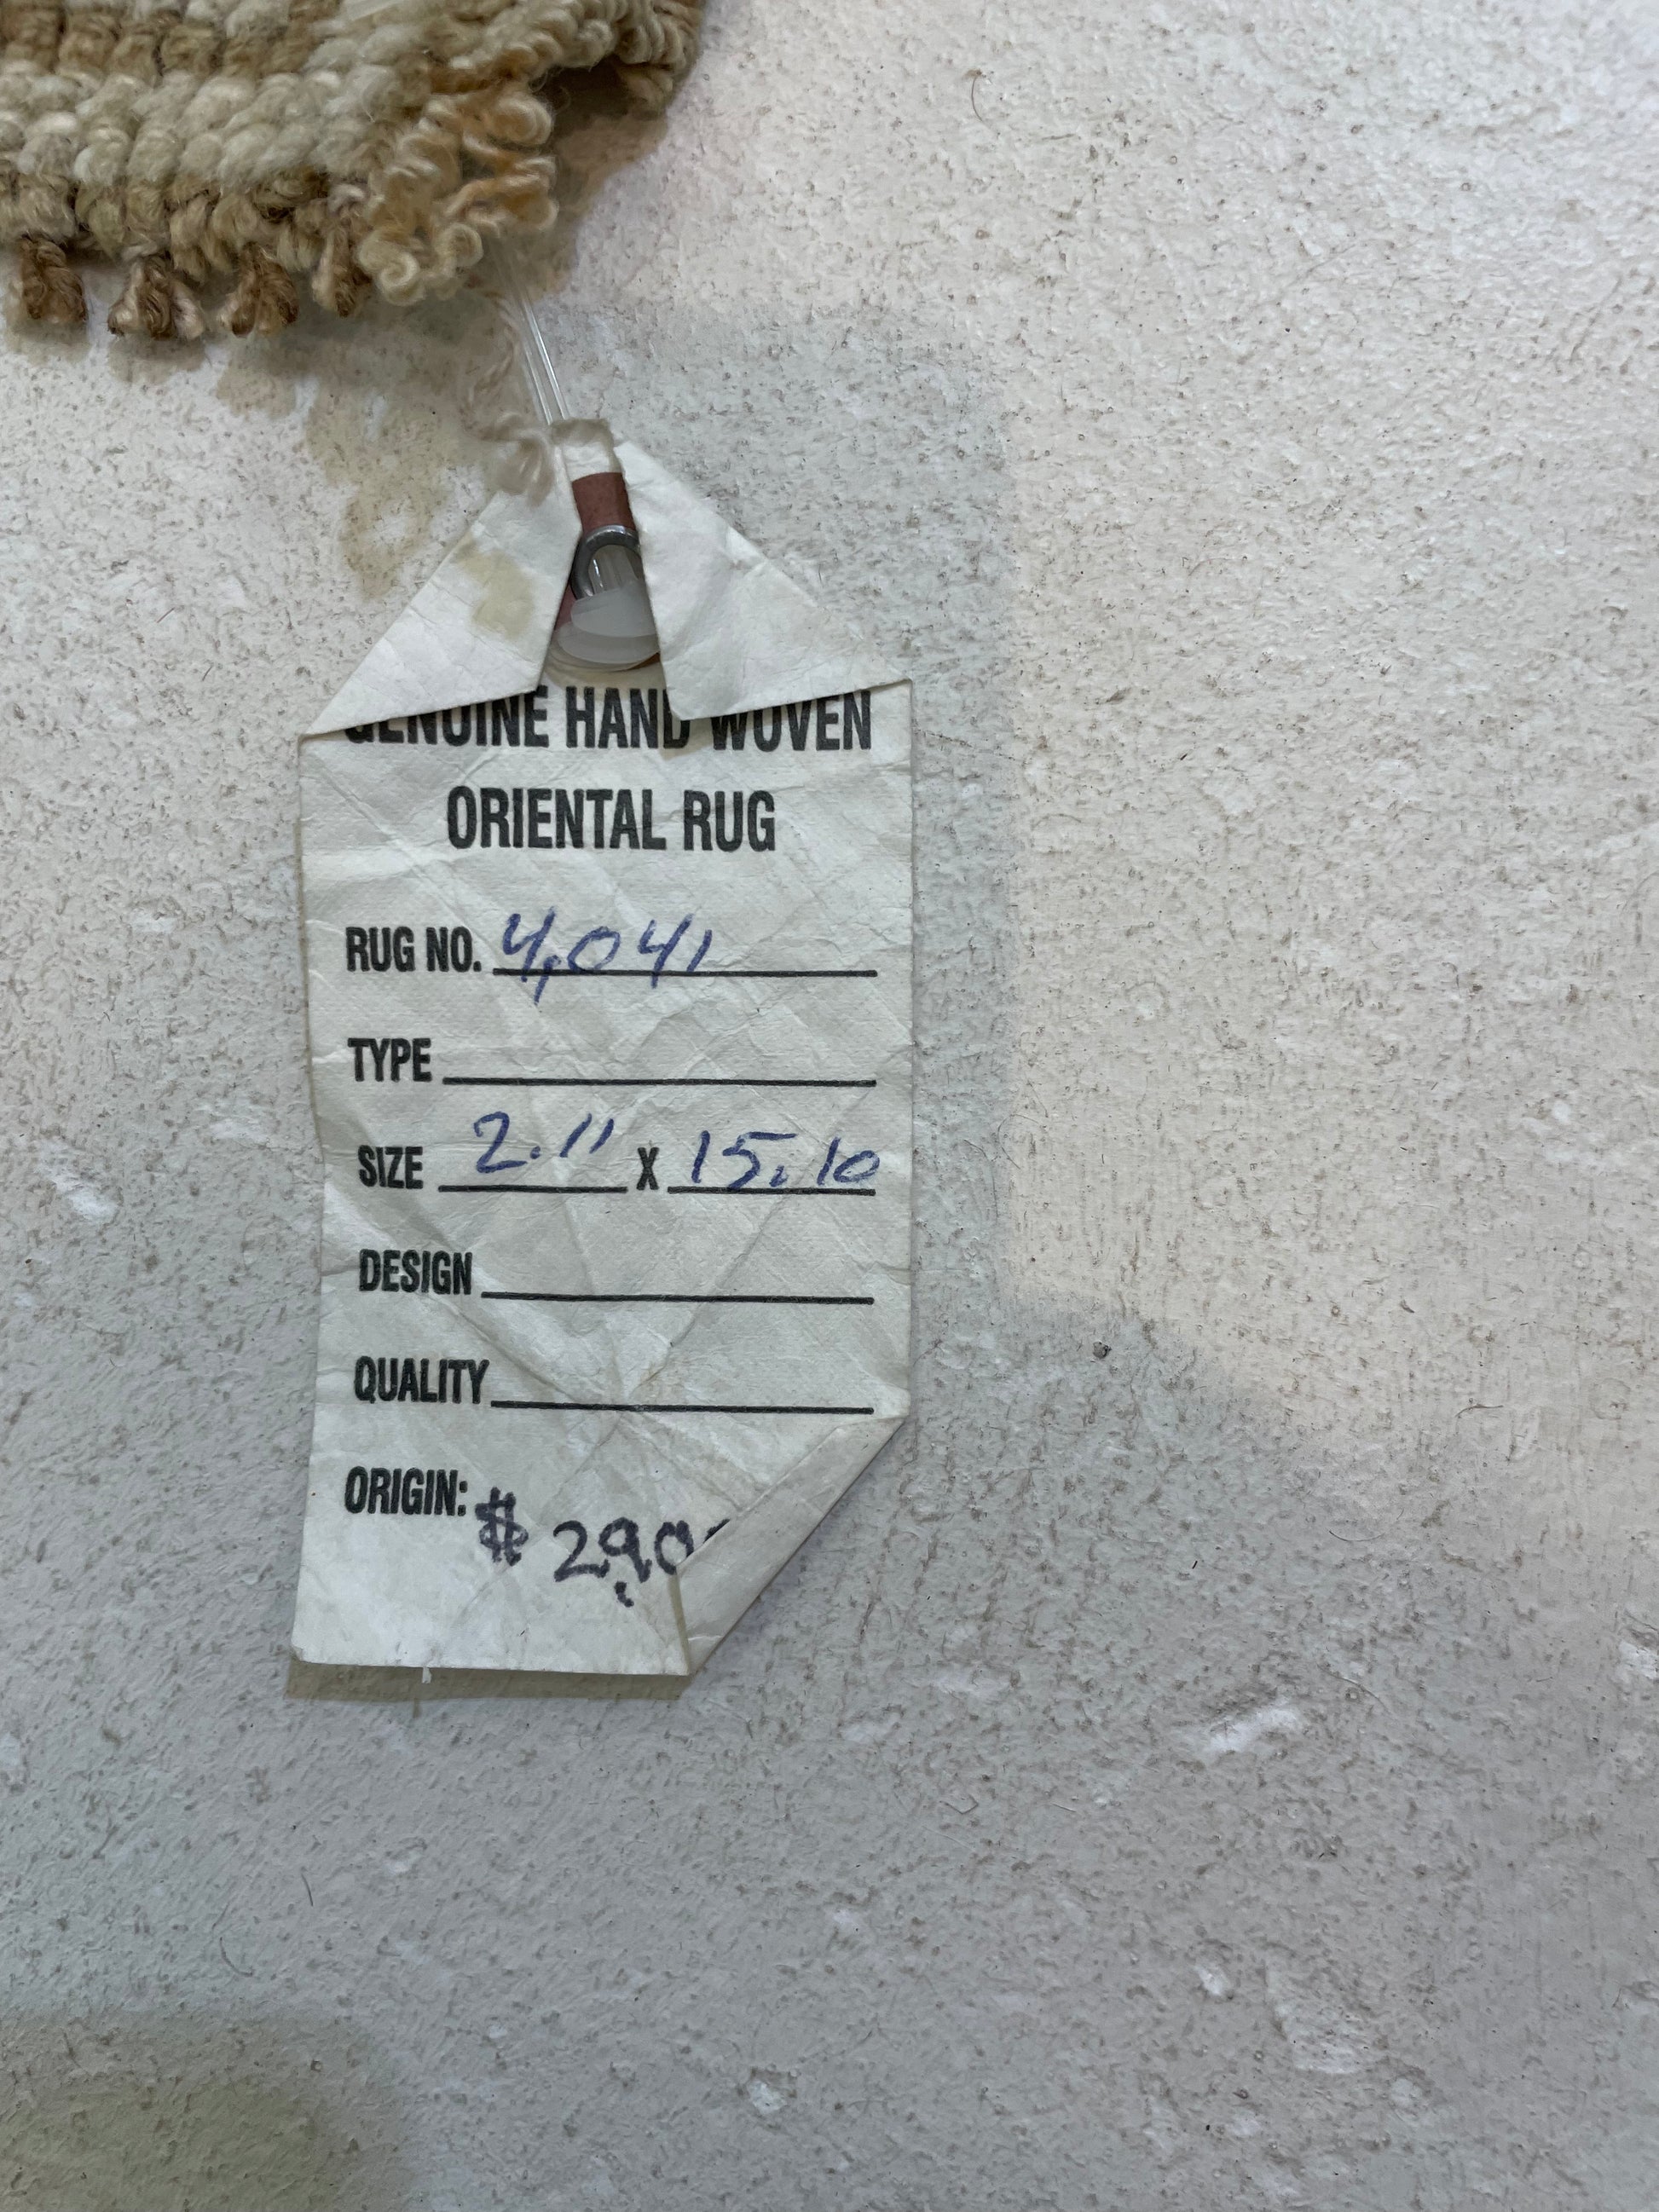 GENUINE HAND WOVEN
ORIENTAL RUG
RUG NO. 4,041
TYPE
SIZE 2.11 X 15.10
DESIGN
QUALITY
ORIGIN: $